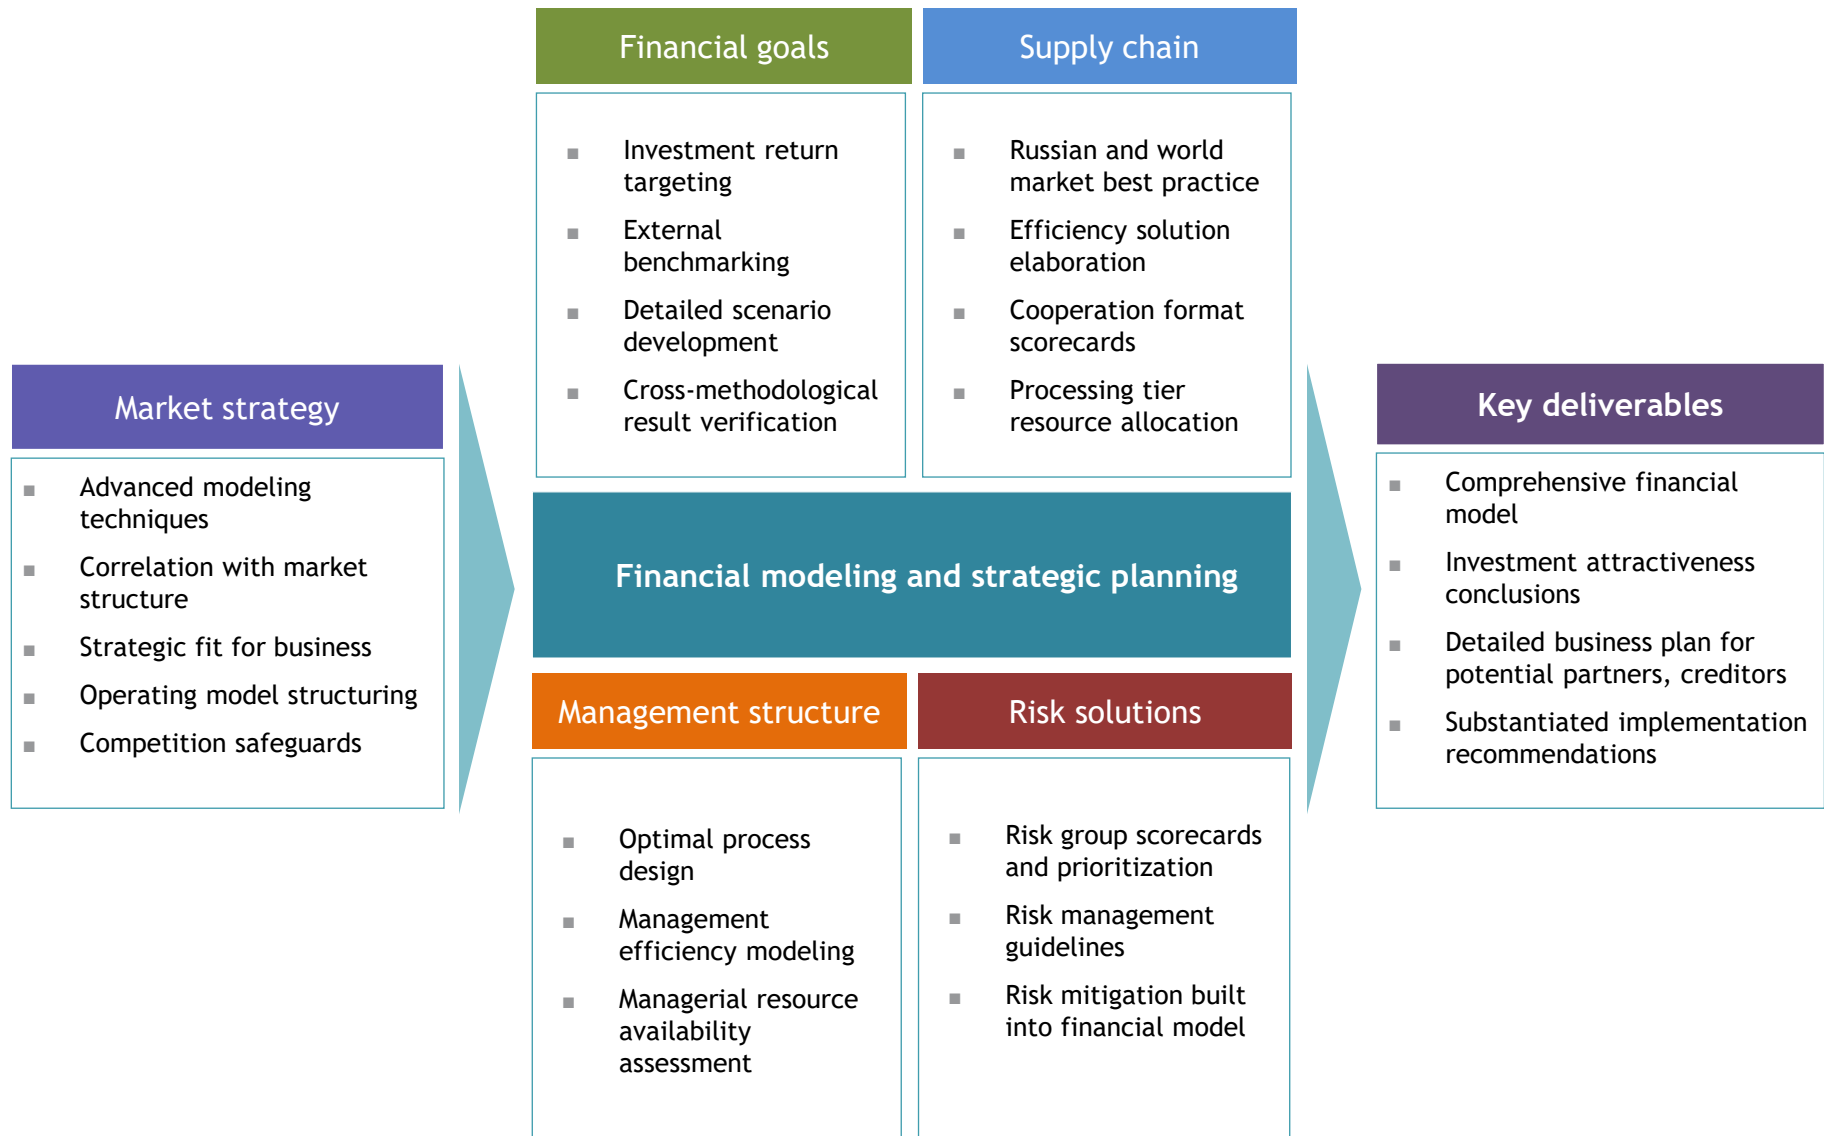 Financial goals
Investment return
targeting
External
benchmarking
Detailed scenario
development
Cross-methodological
result verification
Supply chain
Russian and world
market best practice
Efficiency solution
elaboration
Cooperation format
scorecards
Processing tier
resource allocation
Market strategy
Advanced modeling
techniques
Correlation with market
structure
Strategic fit for business
Operating model structuring
Competition safeguards
Financial modeling and strategic planning
Key deliverables
Comprehensive financial
model
Investment attractiveness
conclusions
Detailed business plan for
potential partners, creditors
Substantiated implementation
recommendations
Management structure
Optimal process
design
Management
efficiency modeling
Managerial resource
availability
assessment
Risk solutions
Risk group scorecards
and prioritization
Risk management
guidelines
Risk mitigation built
into financial model